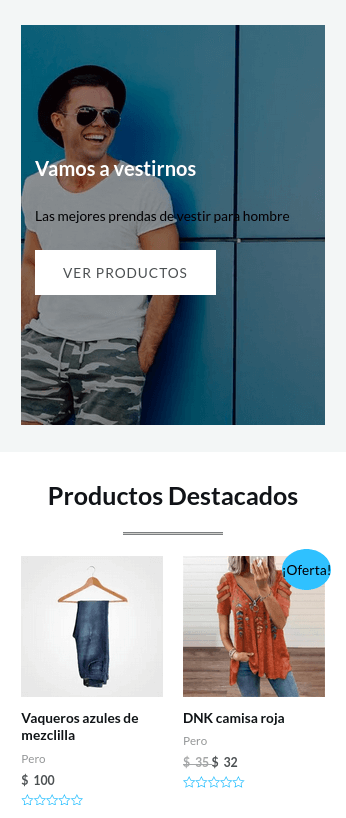 Vamos a vestirnos
Las mejores prendas de vestir para hombre
VER PRODUCTOS
Productos Destacados
¡Oferta!
Vaqueros azules de
mezclilla
Pero
$ 100
DNK camisa roja
Pero
$ 35 $ 32